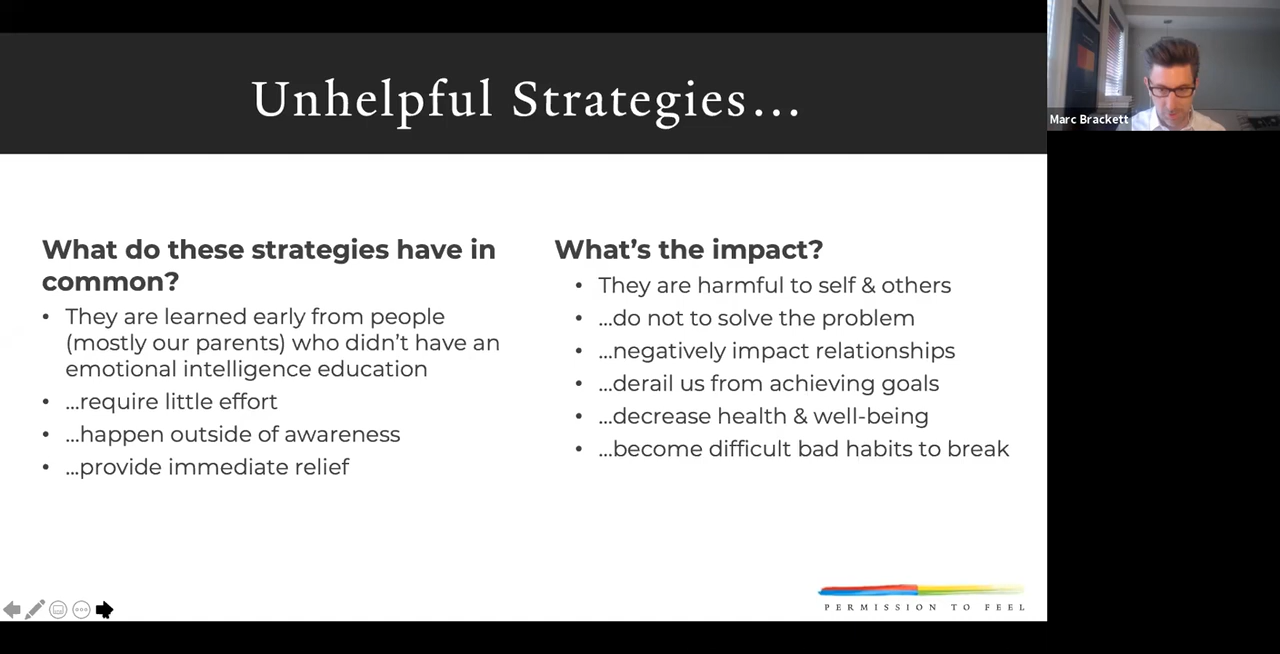 Unhelpful Strategies...
Marc Brackett
What do these strategies have in
common?
• They are learned early from people
(mostly our parents) who didn’t have an
emotional intelligence education
• ...require little effort
• ...happen outside of awareness
• ...provide immediate relief
What’s the impact?
• They are harmful to self & others
• ...do not to solve the problem
• ...negatively impact relationships
• ...derail us from achieving goals
• ...decrease health & well-being
• ...become difficult bad habits to break
PERMISSION TO FEEL